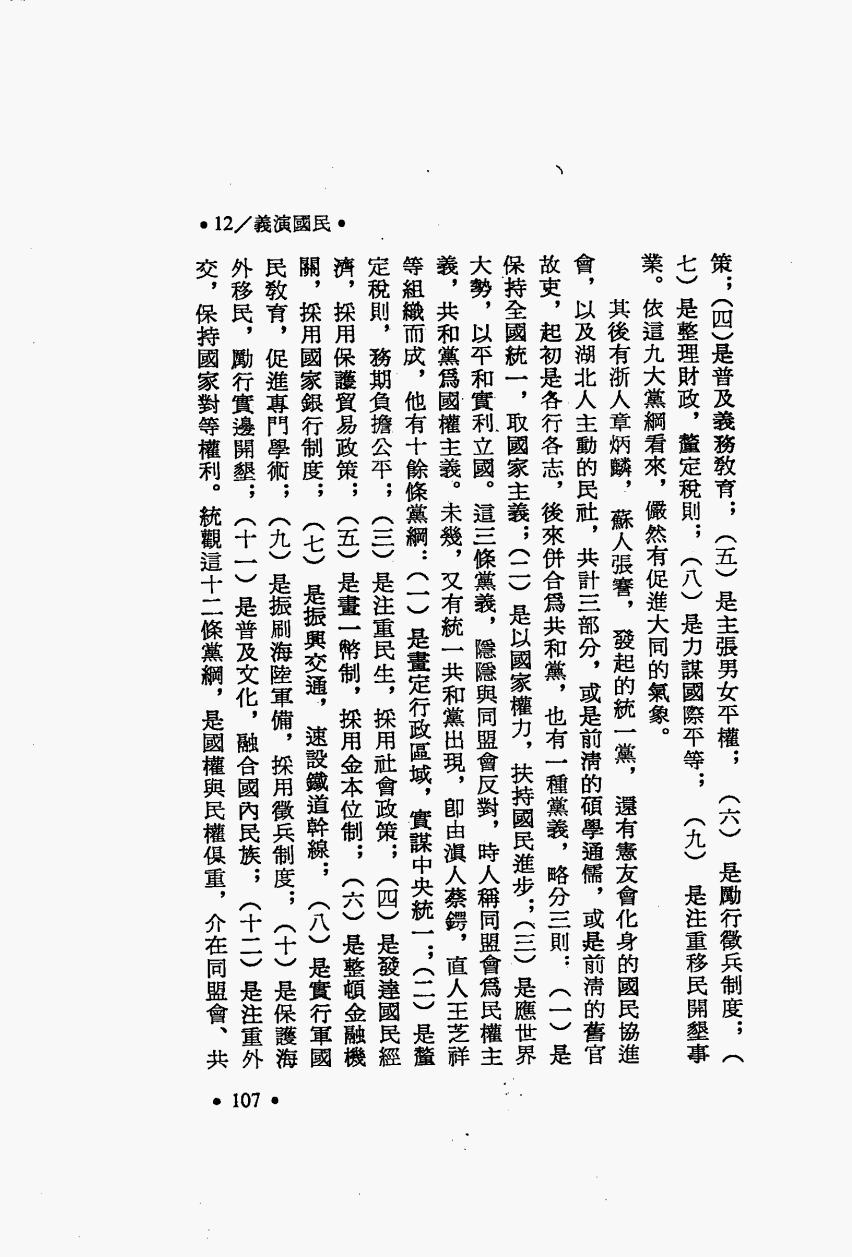 •12／義演國民•
策；（四）是普及義務教育；（五）是主張男女平權；（六）是勵行徵兵制度；（
七）是整理財政，釐定稅則；（八）是力謀國際平等；（九）是注重移民開墾事
業。依這九大黨綱看來，儼然有促進大同的氣象。
其後有浙人章炳麟，蘇人張謇，發起的統一黨，還有憲友會化身的國民協進
會，以及湖北人主動的民社，共計三部分，或是前清的碩學通儒，或是前清的舊官
故吏，起初是各行各志，後來併合爲共和黨，也有一種黨義，略分三則：（一）是
保持全國統一，取國家主義；（二）是以國家權力，扶持國民進步；（三）是應世界
大勢，以平和實利立國。這三條黨義，隱隱與同盟會反對，時人稱同盟會爲民權主
義，共和黨爲國權主義。未幾，又有統一共和黨出現，卽由滇人蔡鍔，直人王芝祥
等組織而成，他有十餘條黨綱：（一）是畫定行政區域，實謀中央統一；（二）是釐
定稅則，務期負擔公平；（三）是注重民生，採用社會政策；（四）是發達國民經
濟，採用保護貿易政策；（五）是畫一幣制，採用金本位制；（六）是整頓金融機
關，採用國家銀行制度；（七）是振興交通，速設鐵道幹線；（八）是實行軍國
民教育，促進專門學術；（九）是振刷海陸軍備，採用徵兵制度；（十）是保護海
外移民，勵行實邊開墾；（十一）是普及文化，融合國內民族；（十二）是注重外
交，保持國家對等權利。統觀這十二條黨綱，是國權與民權俱重，介在同盟會、共
•107•